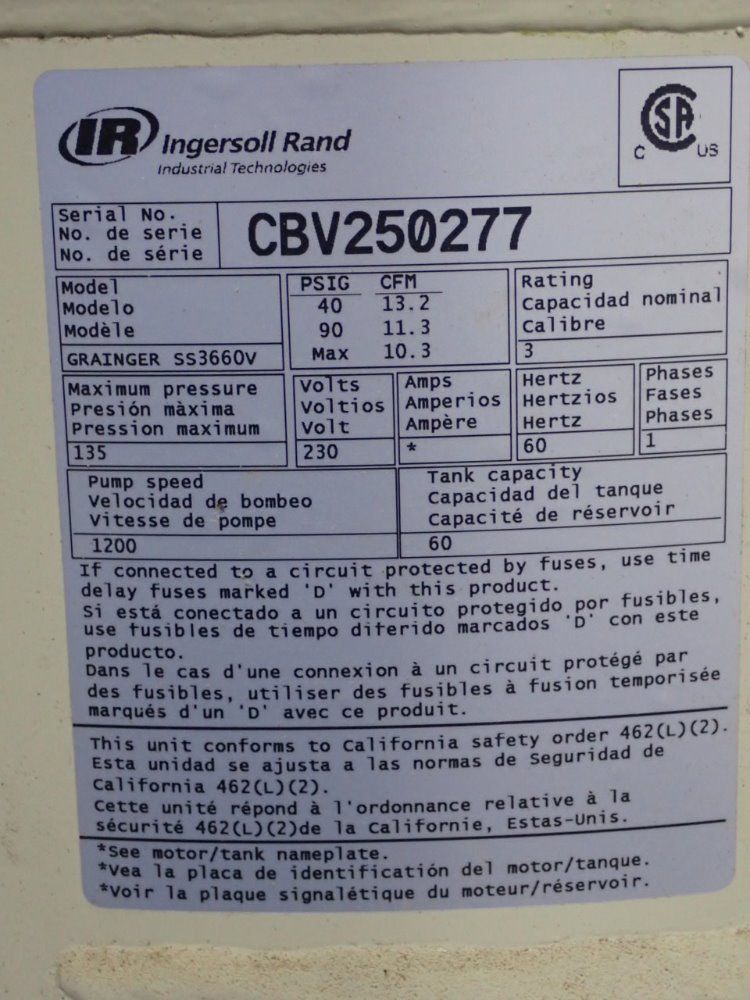 IR Ingersoll Rand
Industrial Technologies
CSA
C US
Serial No.
No. de serie
No. de série
CBV250277
Model
Modelo
Modèle
GRAINGER SS3660V
PSIG CFM
40 13.2
90 11.3
Max 10.3
Rating
Capacidad nominal
Calibre
3
Maximum pressure
Presión màxima
Pression maximum
135
Volts
Voltios
Volt
230
Amps
Amperios
Ampère
*
Hertz
Hertzios
Hertz
60
Phases
Fases
Phases
1
Pump speed
Velocidad de bombeo
Vitesse de pompe
1200
Tank capacity
Capacidad del tanque
Capacité de réservoir
60
If connected to a circuit protected by fuses, use time
delay fuses marked 'D' with this product.
Si está conectado a un circuito protegido por fusibles,
use fusibles de tiempo diferido marcados 'D' con este
producto.
Dans le cas d'une connexion à un circuit protégé par
des fusibles, utiliser des fusibles à fusion temporisée
marqués d'un 'D' avec ce produit.
This unit conforms to California safety order 462(L)(2).
Esta unidad se ajusta a las normas de Seguridad de
California 462(L)(2).
Cette unité répond à l'ordonnance relative à la
sécurité 462(L)(2)de la Californie, Estas-Unis.
*See motor/tank nameplate.
*Vea la placa de identificación del motor/tanque.
*Voir la plaque signalétique du moteur/réservoir.